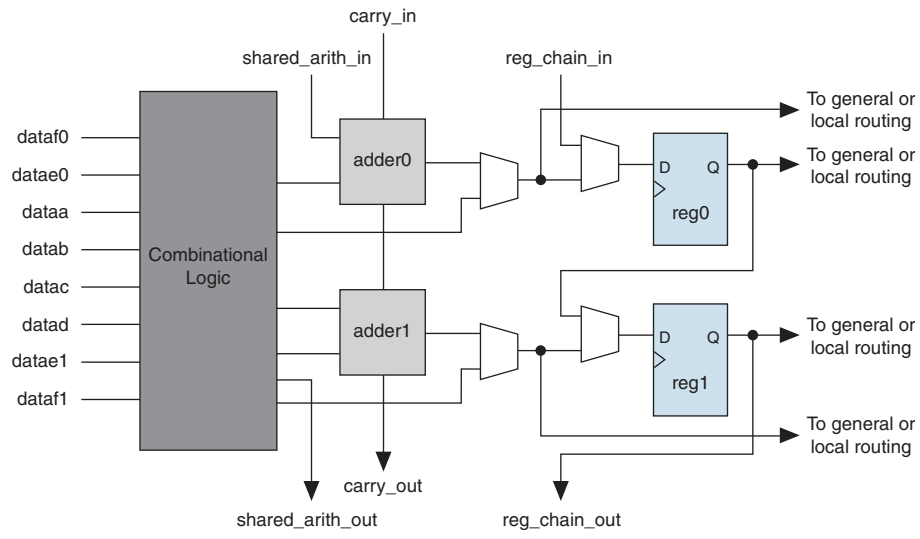 carry_in
shared_arith_in
reg_chain_in
To general or
local routing
dataf0
adder0
D Q
To general or
local routing
datae0
dataa
reg0
datab
Combinational
Logic
datac
datad
adder1
D Q
To general or
local routing
datae1
reg1
dataf1
To general or
local routing
carry_out
shared_arith_out
reg_chain_out